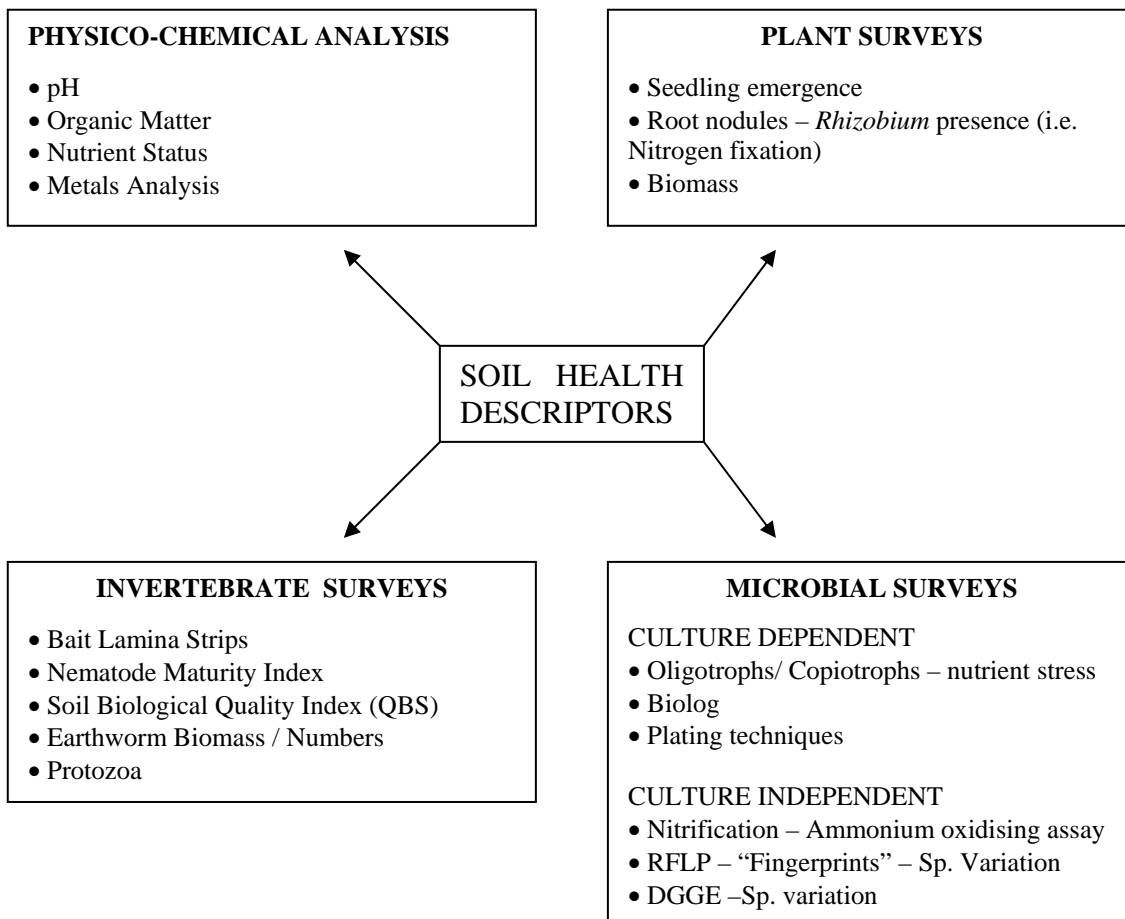 PHYSICO-CHEMICAL ANALYSIS
• pH
• Organic Matter
• Nutrient Status
• Metals Analysis
PLANT SURVEYS
• Seedling emergence
• Root nodules – Rhizobium presence (i.e.
Nitrogen fixation)
• Biomass
SOIL HEALTH
DESCRIPTORS
INVERTEBRATE SURVEYS
• Bait Lamina Strips
• Nematode Maturity Index
• Soil Biological Quality Index (QBS)
• Earthworm Biomass / Numbers
• Protozoa
MICROBIAL SURVEYS
CULTURE DEPENDENT
• Oligotrophs/ Copiotrophs – nutrient stress
• Biolog
• Plating techniques
CULTURE INDEPENDENT
• Nitrification – Ammonium oxidising assay
• RFLP – “Fingerprints” – Sp. Variation
• DGGE –Sp. variation